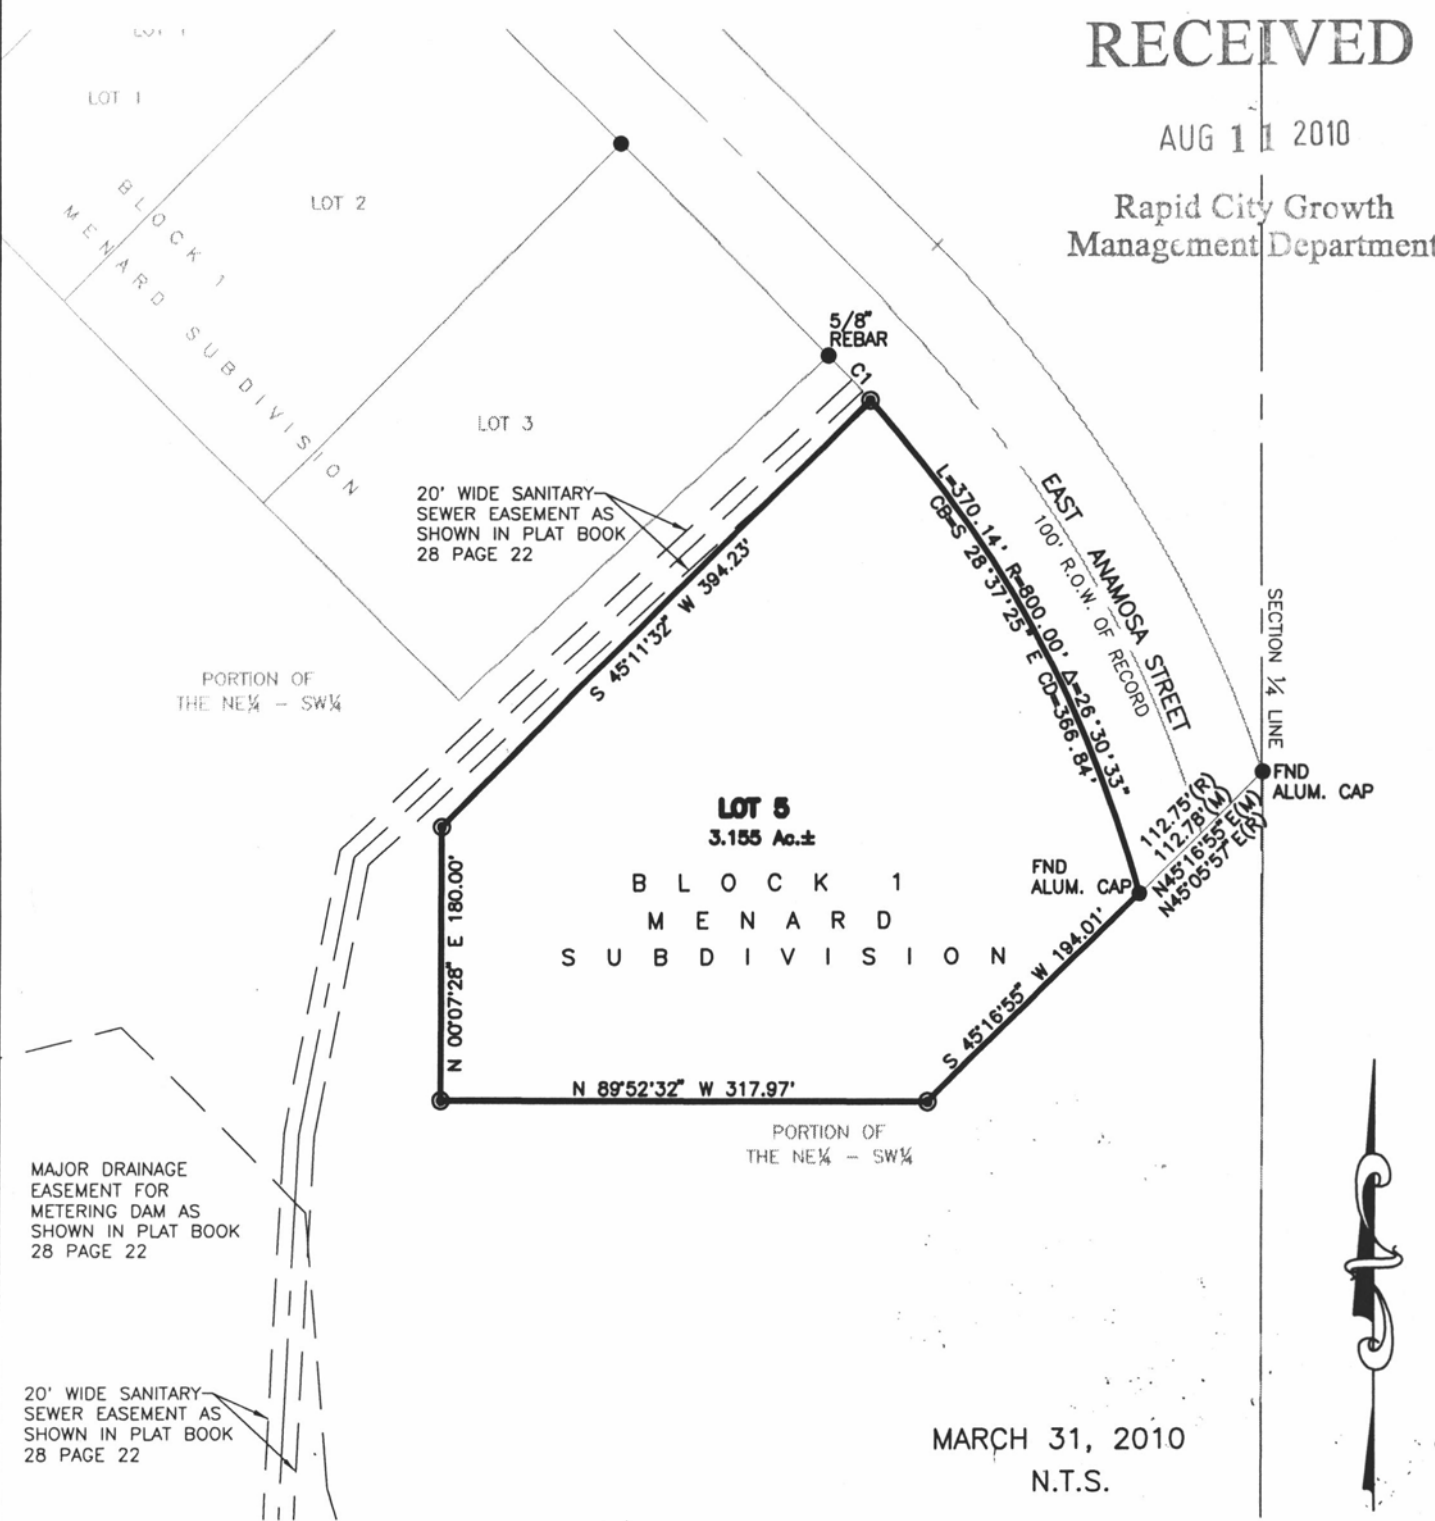 RECEIVED
AUG 11 2010
Rapid City Growth
Management Department
LOT 1
LOT 1
LOT 2
BLOCK 1
MENARD SUBDIVISION
LOT 3
5/8"
REBAR
C1
20' WIDE SANITARY
SEWER EASEMENT AS
SHOWN IN PLAT BOOK
28 PAGE 22
S 45°11'32" W 394.23'
L=370.14' R=800.00' Δ=26°30'33"
CB=S 28°37'25" E CD=366.84'
EAST ANAMOSA STREET
100' R.O.W. OF RECORD
SECTION ¼ LINE
PORTION OF
THE NE¼ - SW¼
FND
ALUM. CAP
112.75'(R)
112.78'(M)
N45°16'55"E(M)
N45°05'57"E(R)
LOT 5
3.155 Ac.±
BLOCK 1
MENARD
SUBDIVISION
FND
ALUM. CAP
N 00°07'28" E 180.00'
S 45°16'55" W 194.01'
N 89°52'32" W 317.97'
PORTION OF
THE NE¼ - SW¼
MAJOR DRAINAGE
EASEMENT FOR
METERING DAM AS
SHOWN IN PLAT BOOK
28 PAGE 22
20' WIDE SANITARY
SEWER EASEMENT AS
SHOWN IN PLAT BOOK
28 PAGE 22
MARCH 31, 2010
N.T.S.